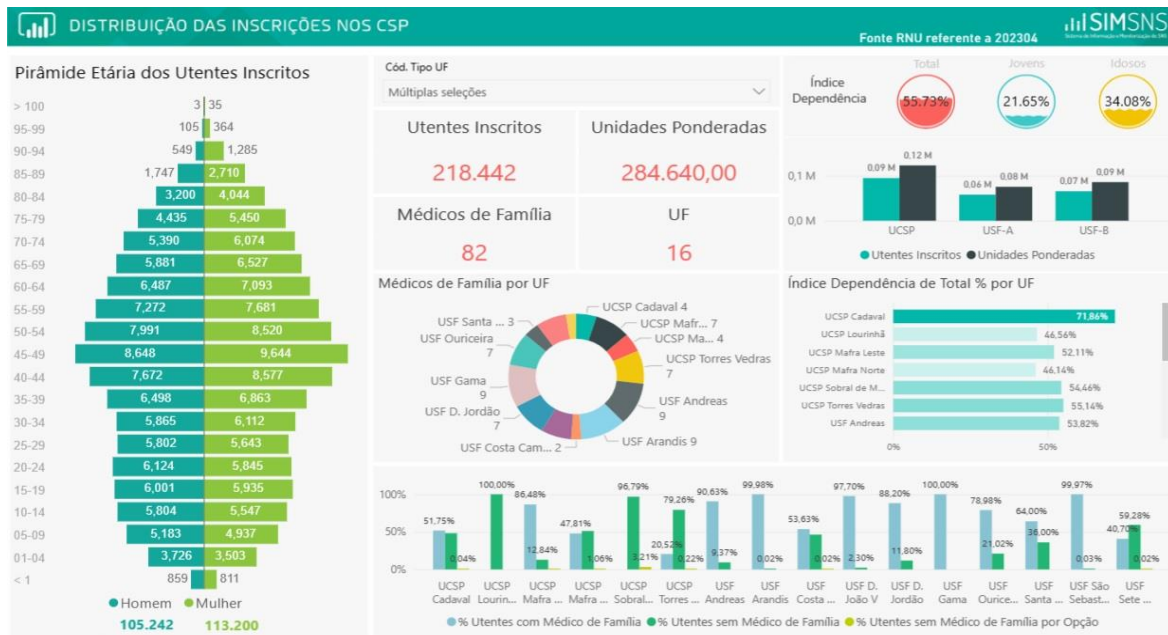 DISTRIBUIÇÃO DAS INSCRIÇÕES NOS CSP
Fonte RNU referente a 202304
SIMSNS
Pirâmide Etária dos Utentes Inscritos
> 100 3 35
95-99 105 364
90-94 549 1,285
85-89 1,747 2,710
80-84 3,200 4,044
75-79 4,435 5,450
70-74 5,390 6,074
65-69 5,881 6,527
60-64 6,487 7,093
55-59 7,272 7,681
50-54 7,991 8,520
45-49 8,648 9,644
40-44 7,672 8,577
35-39 6,498 6,863
30-34 5,865 6,112
25-29 5,802 5,643
20-24 6,124 5,845
15-19 6,001 5,935
10-14 5,804 5,547
05-09 5,183 4,937
01-04 3,726 3,503
< 1 859 811
Homem Mulher
105.242 113.200
Cód. Tipo UF
Múltiplas seleções
Utentes Inscritos Unidades Ponderadas
218.442 284.640,00
Médicos de Família UF
82 16
Índice Dependência
Total Jovens Idosos
55.73% 21.65% 34.08%
0,1 M
0,0 M
0,09 M 0,12 M 0,06 M 0,08 M 0,07 M 0,09 M
UCSP USF-A USF-B
Utentes Inscritos Unidades Ponderadas
Médicos de Família por UF
UCSP Cadaval 4
UCSP Mafr... 7
UCSP Ma... 4
UCSP Torres Vedras
7
USF Andreas
9
USF Arandis 9
USF Costa Cam... 2
USF D. Jordão
7
USF Gama
9
USF Ouriceira
7
USF Santa ... 3
Índice Dependência de Total % por UF
UCSP Cadaval 71,86%
UCSP Lourinhã 46,56%
UCSP Mafra Leste 52,11%
UCSP Mafra Norte 46,14%
UCSP Sobral de M... 54,46%
UCSP Torres Vedras 55,14%
USF Andreas 53,82%
0% 50%
100%
50%
0%
51,75% 0.04% 100,00% 86,48% 12,84% 47,81% 1.06% 96,79% 3.21% 20,52% 79,26% 0.22% 90,63% 9,37% 99,98% 0.02% 53,63% 0.02% 97,70% 2,30% 88,20% 11,80% 100,00% 78,98% 21,02% 64,00% 36,00% 99,97% 0.03% 40,70% 59,28% 0.02%
UCSP Cadaval UCSP Lourin... UCSP Mafra ... UCSP Mafra ... UCSP Sobral... UCSP Torres ... USF Andreas USF Arandis USF Costa ... USF D. João V USF D. Jordão USF Gama USF Ourice... USF Santa ... USF São Sebast... USF Sete ...
% Utentes com Médico de Família % Utentes sem Médico de Família % Utentes sem Médico de Família por Opção